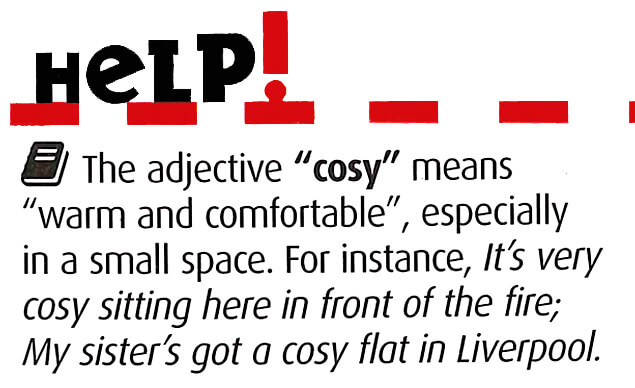 HeLP!
The adjective “cosy” means
“warm and comfortable”, especially
in a small space. For instance, It’s very
cosy sitting here in front of the fire;
My sister’s got a cosy flat in Liverpool.